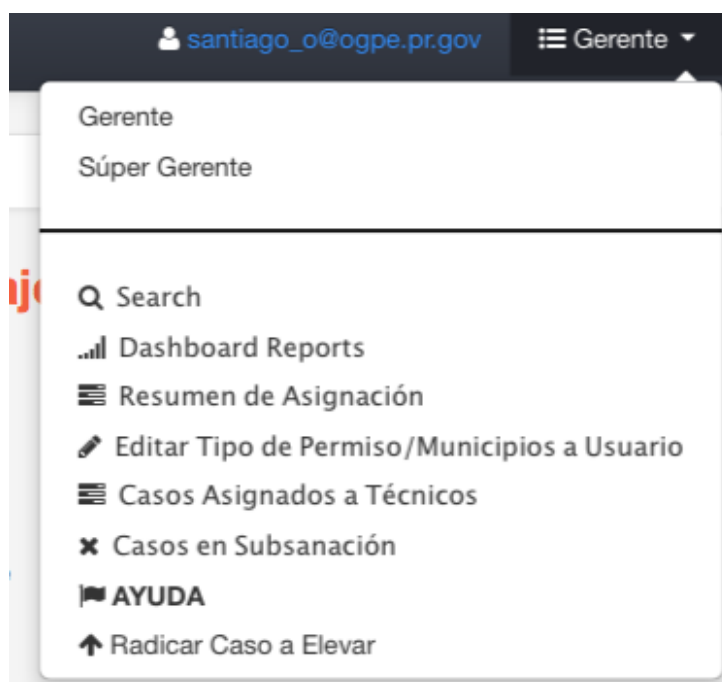 santiago_o@ogpe.pr.gov Gerente
Gerente
Súper Gerente
Search
Dashboard Reports
Resumen de Asignación
Editar Tipo de Permiso/Municipios a Usuario
Casos Asignados a Técnicos
Casos en Subsanación
AYUDA
Radicar Caso a Elevar